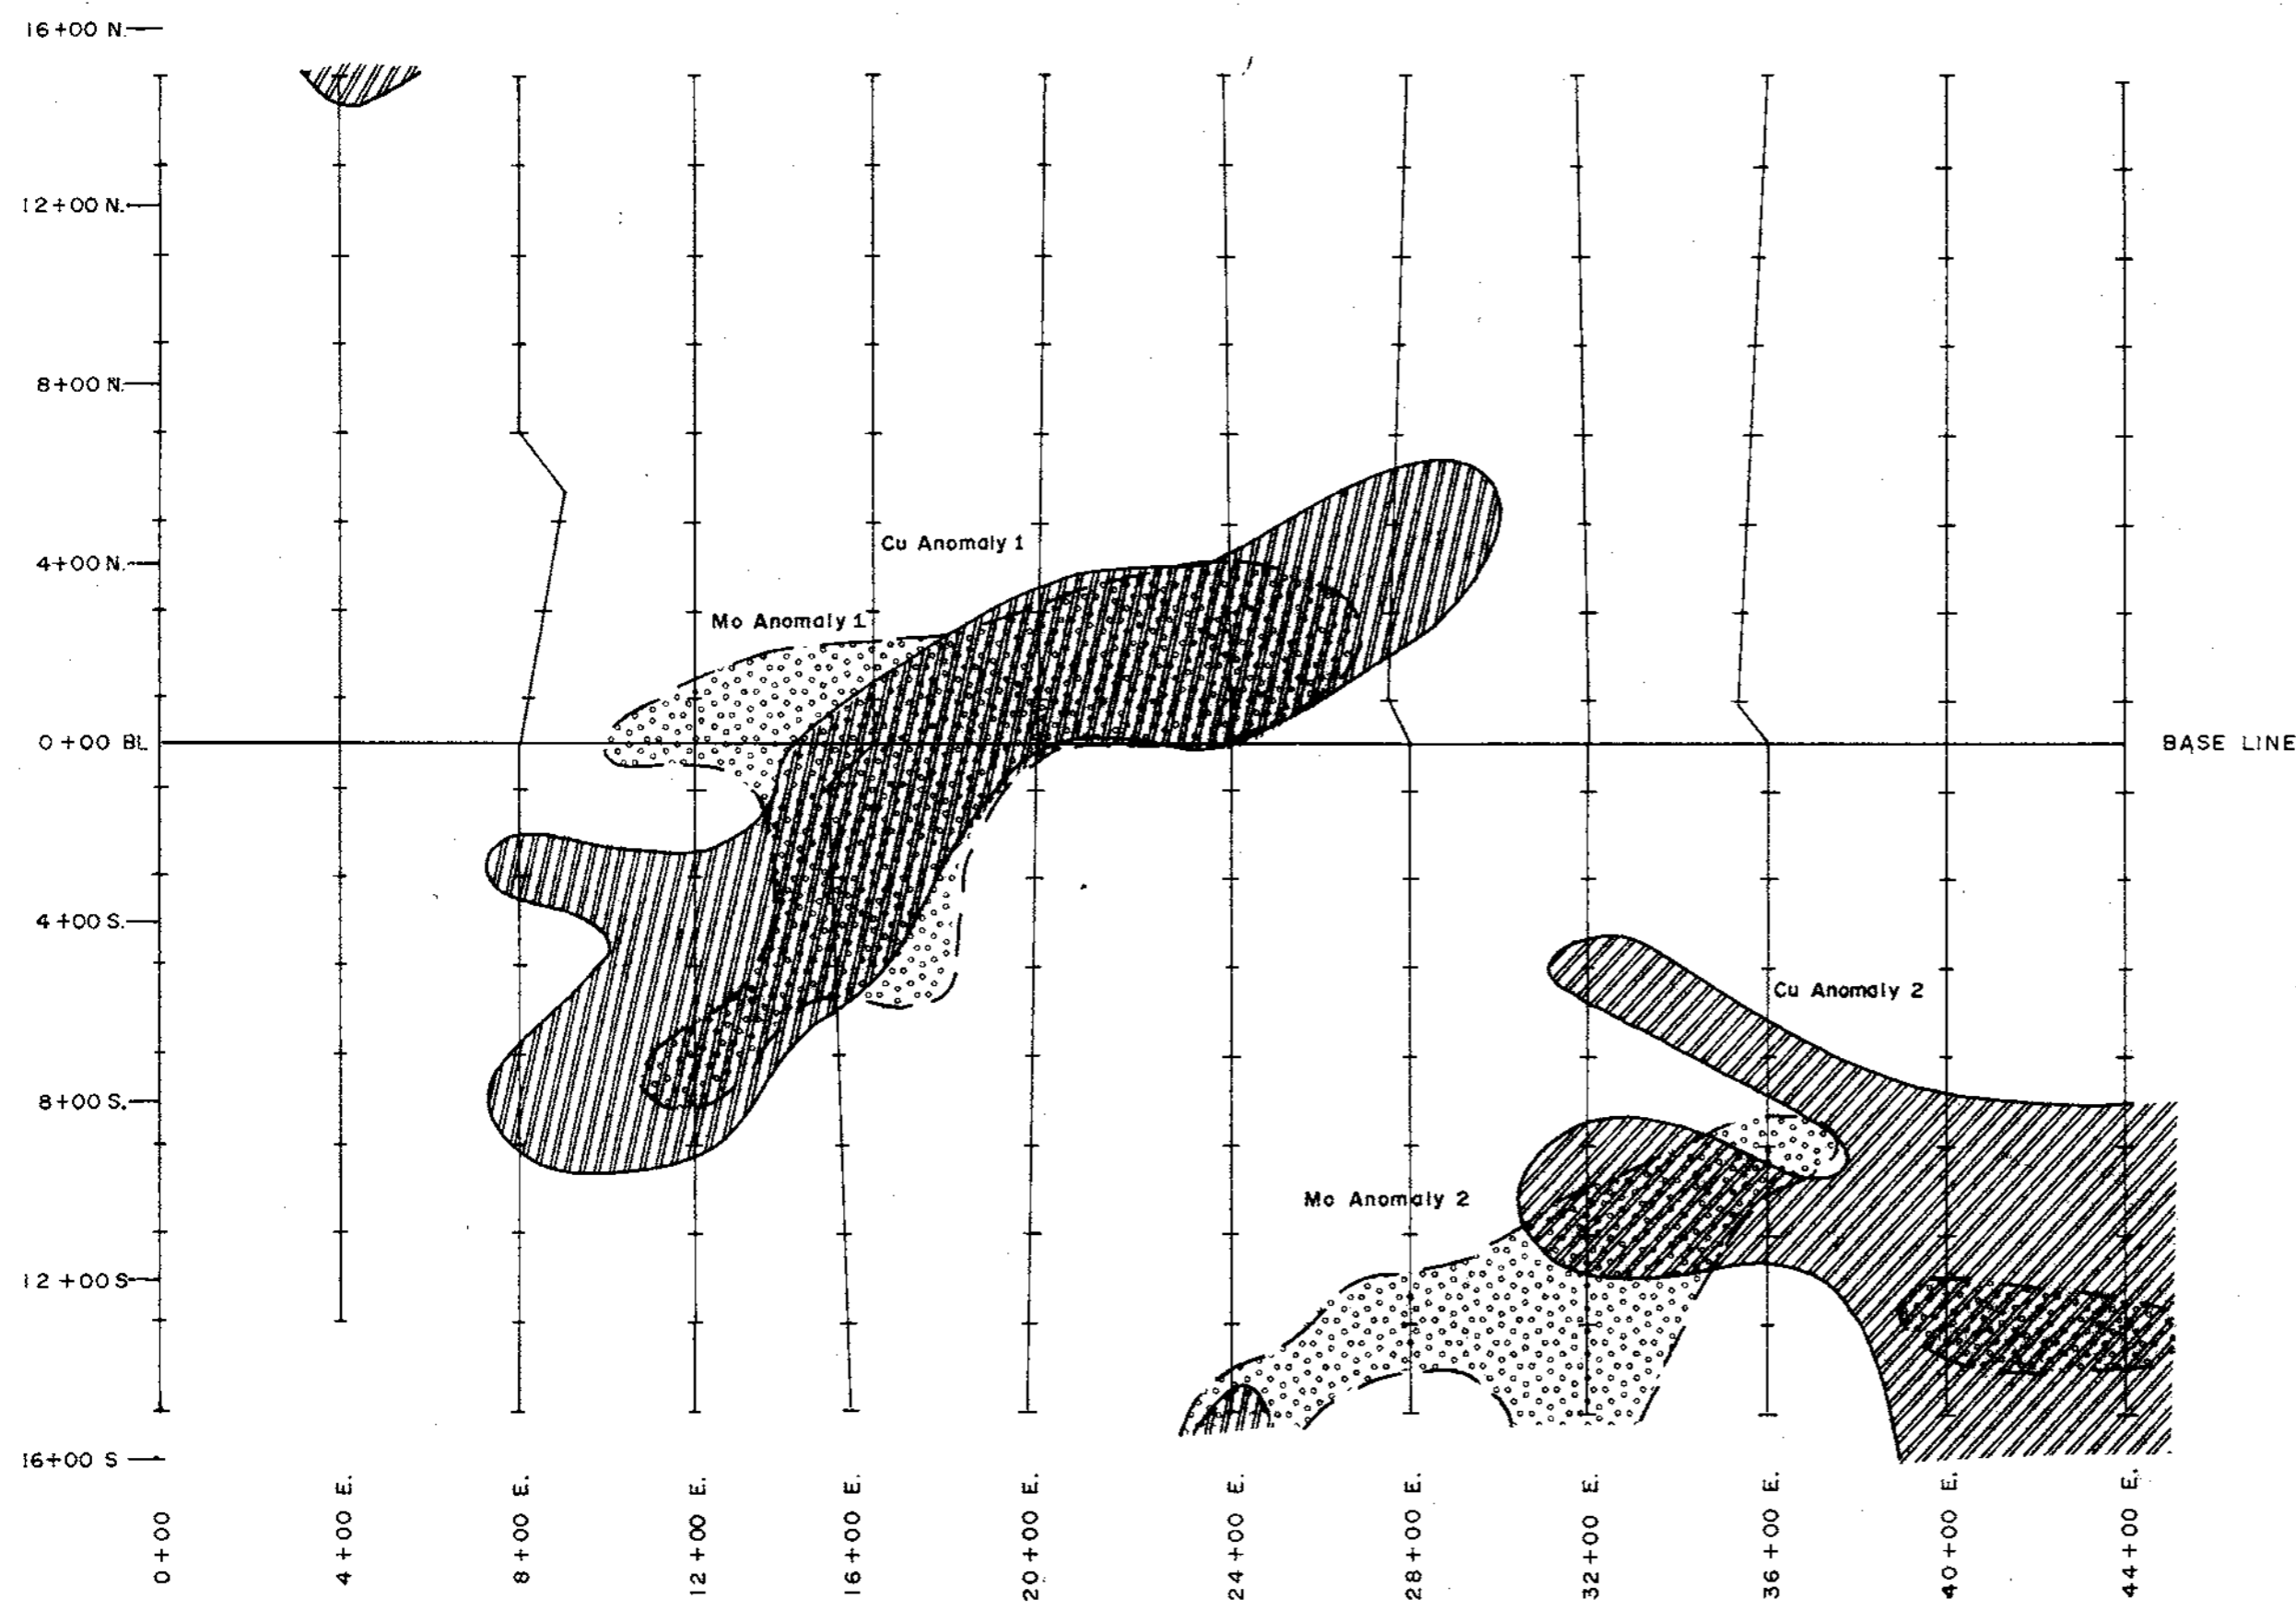 16+00 N.
12+00 N.
8+00 N.
4+00 N.
0+00 BL
4+00 S.
8+00 S.
12+00 S
16+00 S
Cu Anomaly 1
Mo Anomaly 1
BASE LINE
Cu Anomaly 2
Mo Anomaly 2
0+00
4+00 E.
8+00 E.
12+00 E.
16+00 E.
20+00 E.
24+00 E.
28+00 E.
32+00 E.
36+00 E.
40+00 E.
44+00 E.